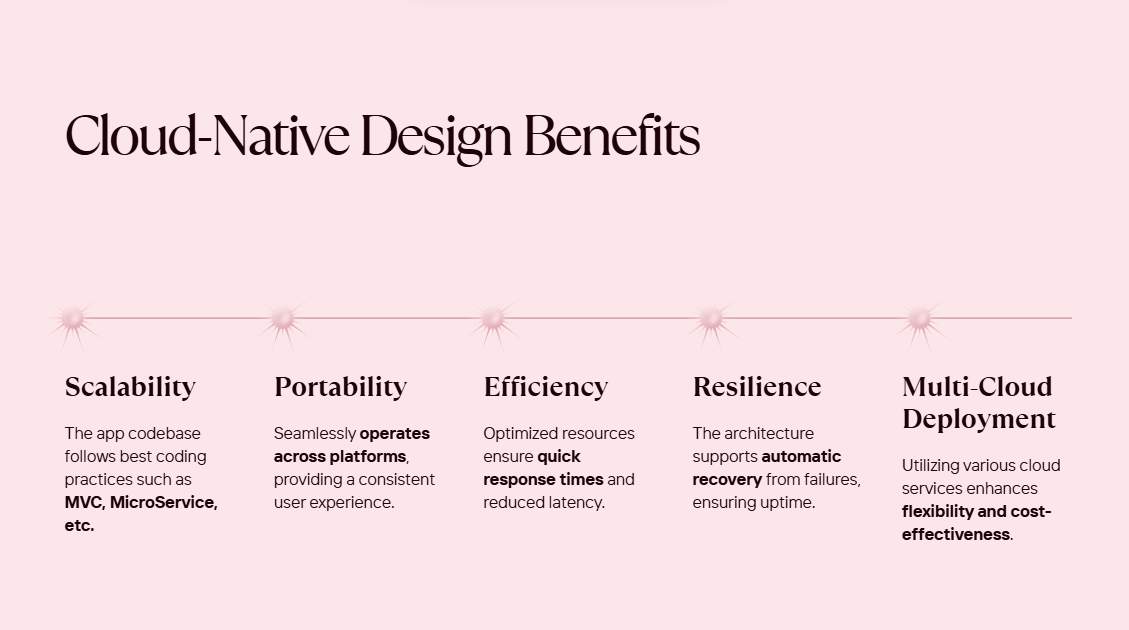 Cloud-Native Design Benefits
Scalability
The app codebase
follows best coding
practices such as
MVC, MicroService,
etc.
Portability
Seamlessly operates
across platforms,
providing a consistent
user experience.
Efficiency
Optimized resources
ensure quick
response times and
reduced latency.
Resilience
The architecture
supports automatic
recovery from failures,
ensuring uptime.
Multi-Cloud
Deployment
Utilizing various cloud
services enhances
flexibility and cost-
effectiveness.